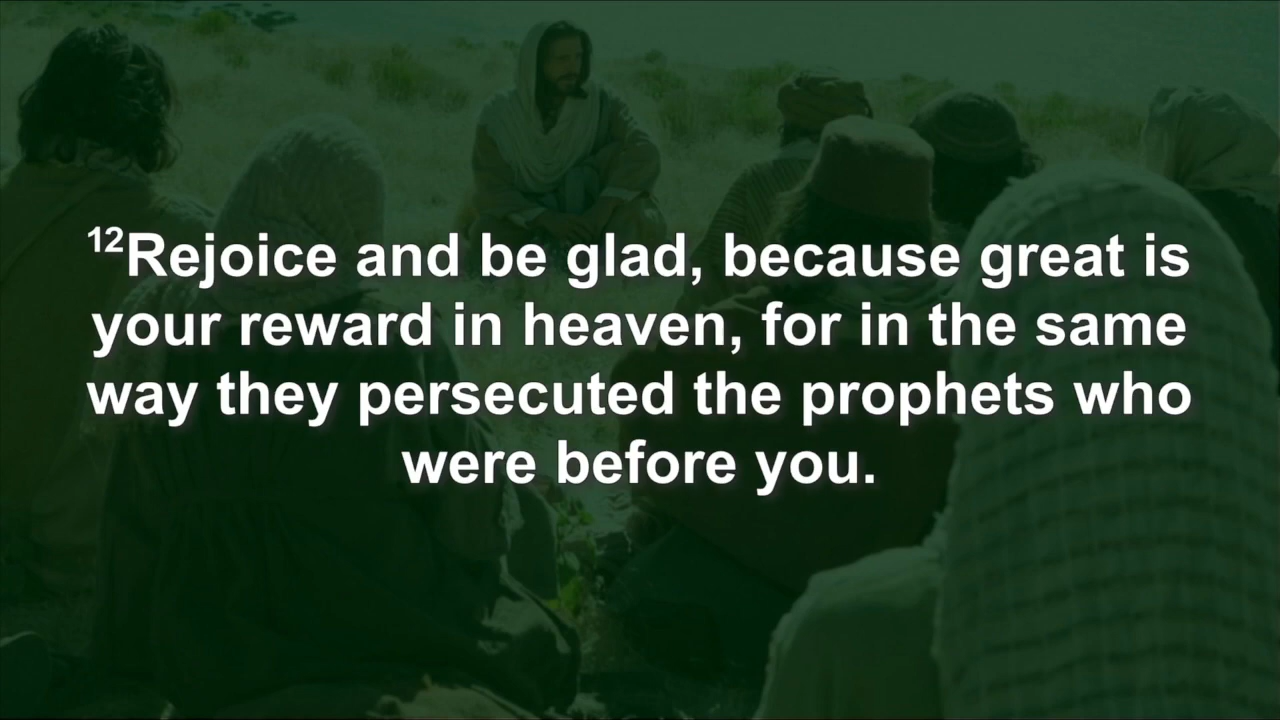 ¹²Rejoice and be glad, because great is
your reward in heaven, for in the same
way they persecuted the prophets who
were before you.